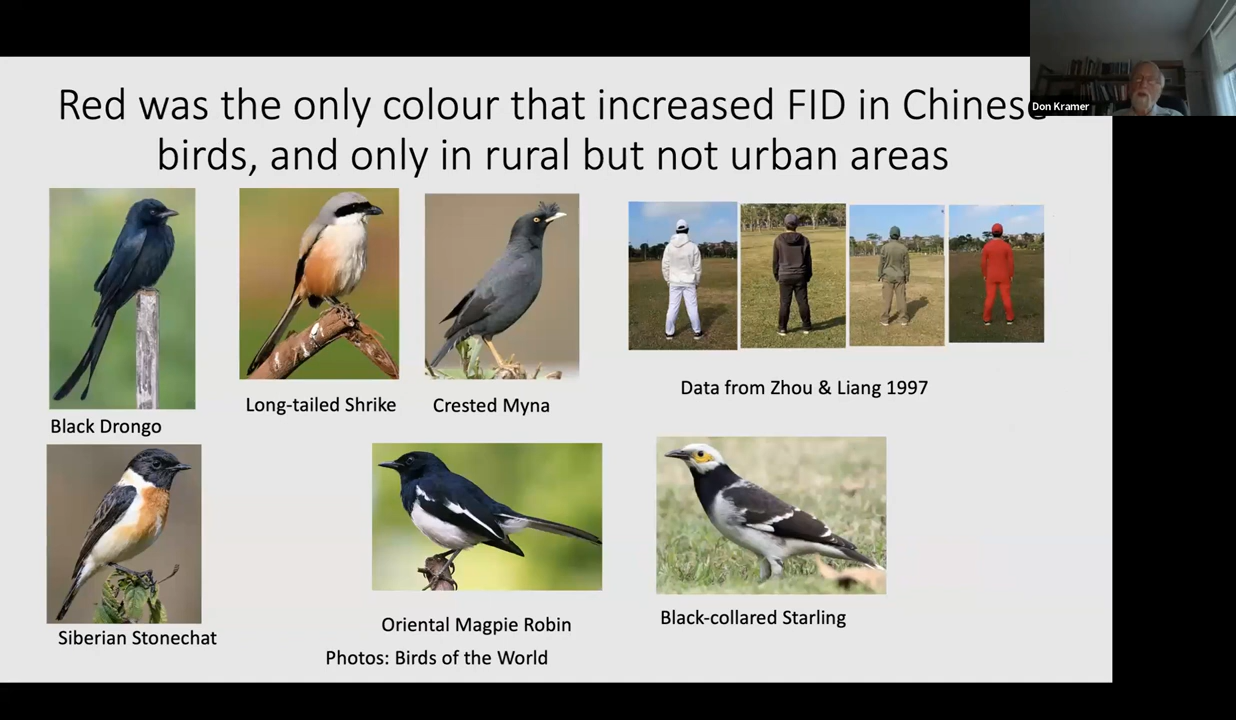 Red was the only colour that increased FID in Chinese
birds, and only in rural but not urban areas
Don Kramer
Black Drongo
Long-tailed Shrike
Crested Myna
Data from Zhou & Liang 1997
Siberian Stonechat
Oriental Magpie Robin
Black-collared Starling
Photos: Birds of the World